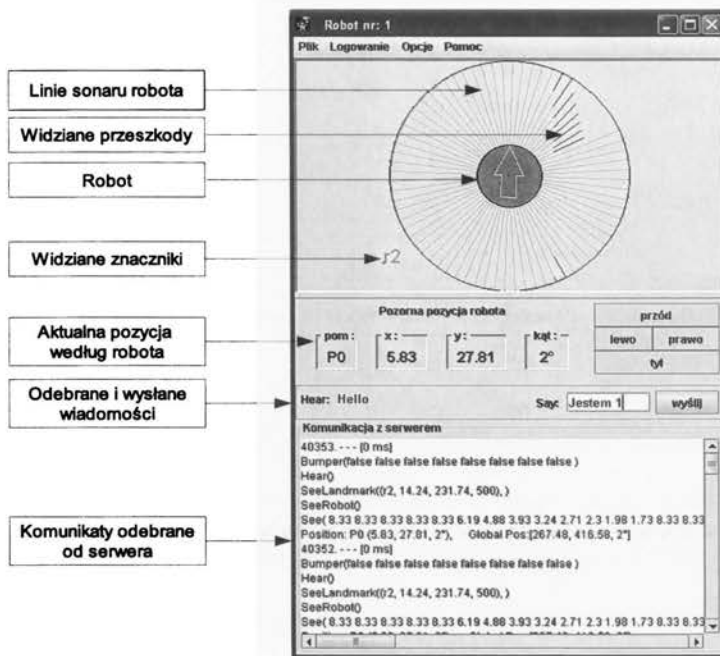 Robot nr: 1
Plik Logowanie Opcje Pomoc
Linie sonaru robota
Widziane przeszkody
Robot
Widziane znaczniki
r2
Aktualna pozycja
według robota
Pozorna pozycja robota
pom: x: y: kąt:
P0 5.83 27.81 2°
przód
lewo prawo
tył
Odebrane i wysłane
wiadomości
Hear: Hello Say: Jestem 1 wyślij
Komunikaty odebrane
od serwera
Komunikacja z serwerem
40353. - - - [0 ms]
Bumper(false false false false false false false false )
Hear()
SeeLandmark((r2, 14.24, 231.74, 500), )
SeeRobot()
See( 8.33 8.33 8.33 8.33 8.33 6.19 4.88 3.93 3.24 2.71 2.3 1.98 1.73 8.33 8.33
Position: P0 (5.83, 27.81, 2°), Global Pos:[267.48, 416.58, 2°]
40352. - - - [0 ms]
Bumper(false false false false false false false false )
Hear()
SeeLandmark((r2, 14.24, 231.74, 500), )
SeeRobot()
See( 8.33 8.33 8.33 8.33 8.33 6.19 4.88 3.93 3.24 2.71 2.3 1.98 1.73 8.33 8.33